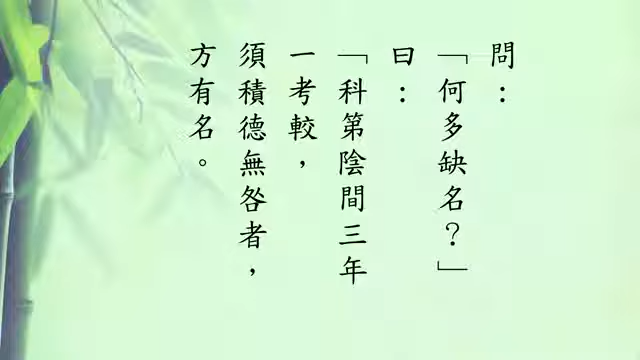 問：
「何多缺名？」
曰：
「科第陰間三年
一考較，
須積德無咎者，
方有名。